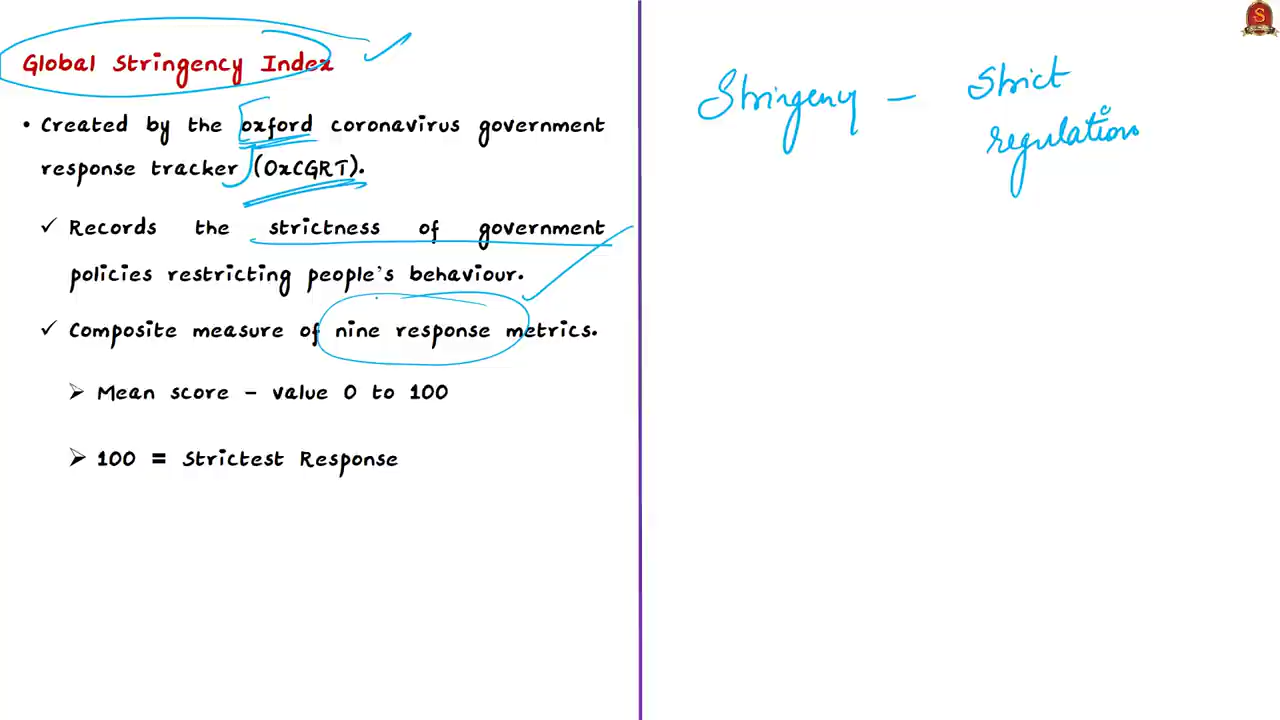 Global Stringency Index
• Created by the oxford coronavirus government
response tracker (OxCGRT).
✓ Records the strictness of government
policies restricting people's behaviour.
✓ Composite measure of nine response metrics.
➢ Mean score - value 0 to 100
➢ 100 = Strictest Response
Stringency - Strict
regulations
S